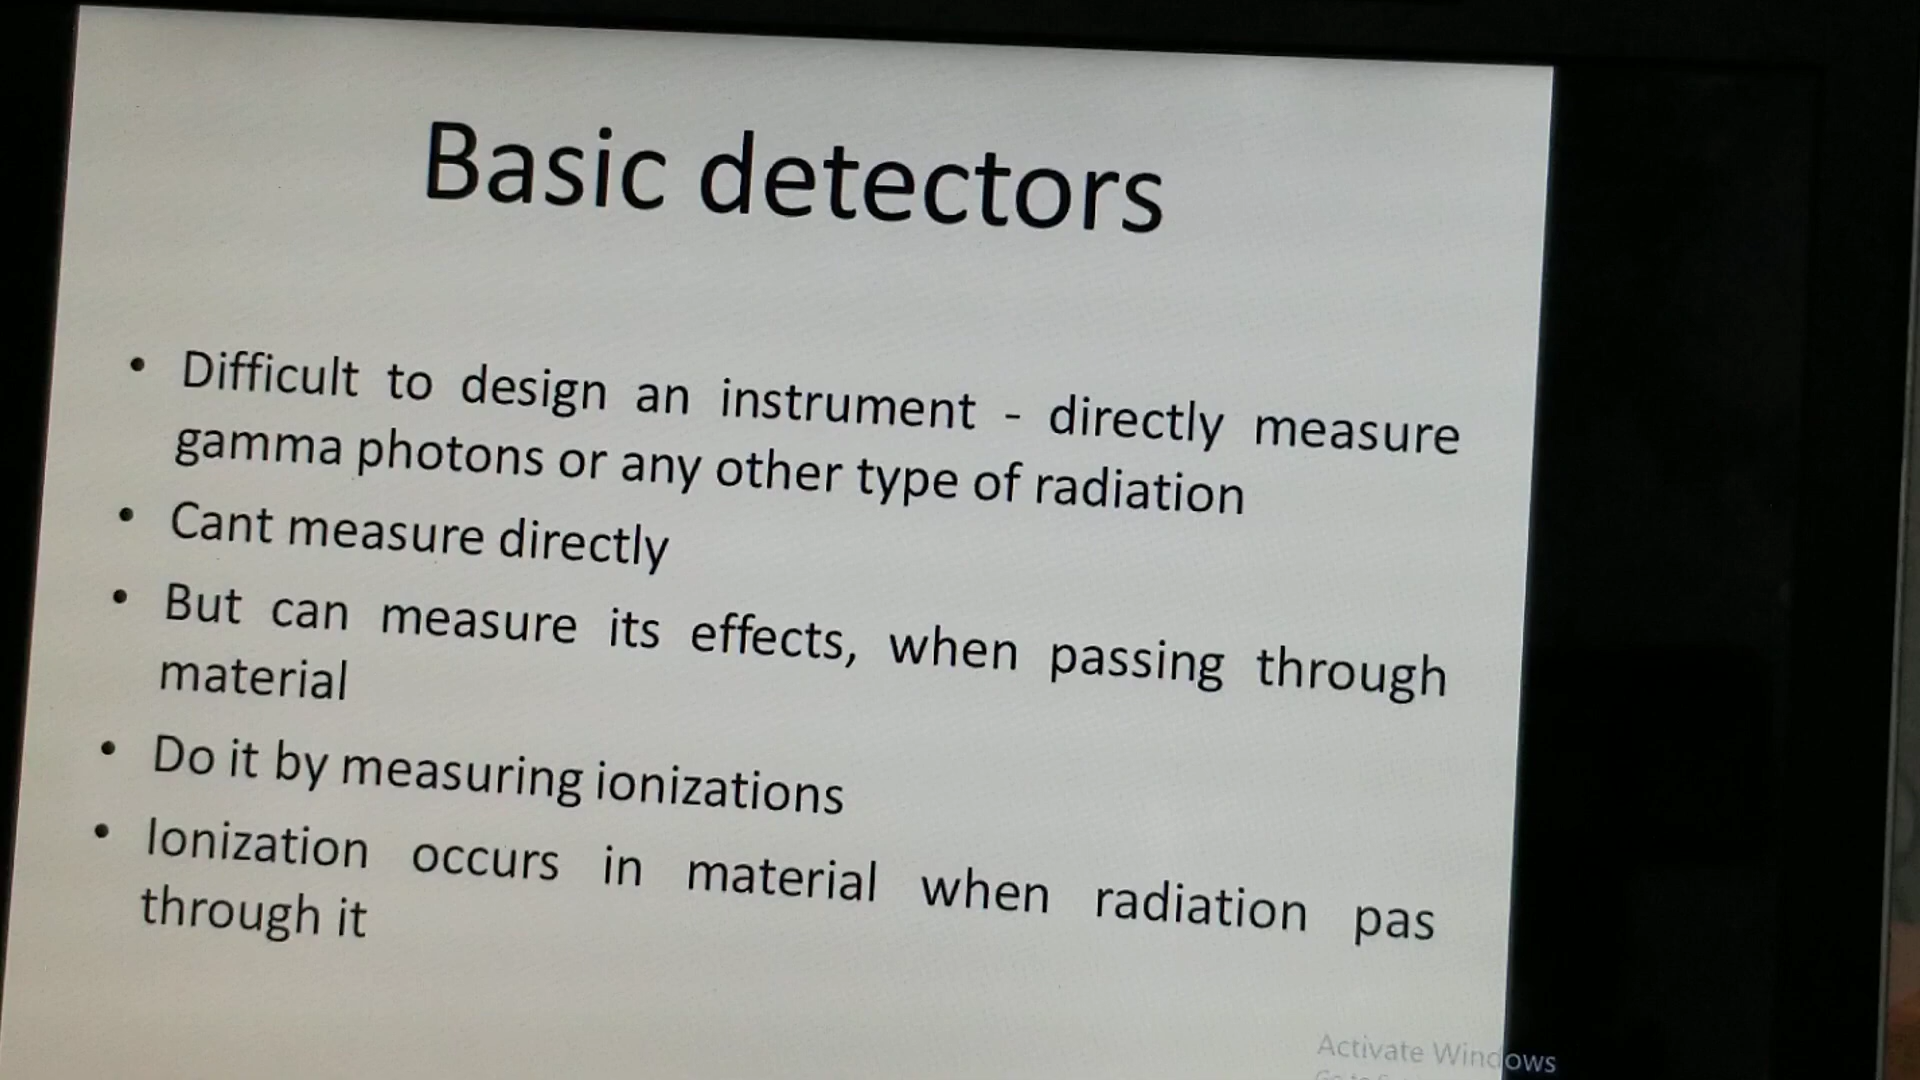 Basic detectors
• Difficult to design an instrument - directly measure
gamma photons or any other type of radiation
• Cant measure directly
• But can measure its effects, when passing through
material
• Do it by measuring ionizations
• Ionization occurs in material when radiation pas
through it
Activate Windows